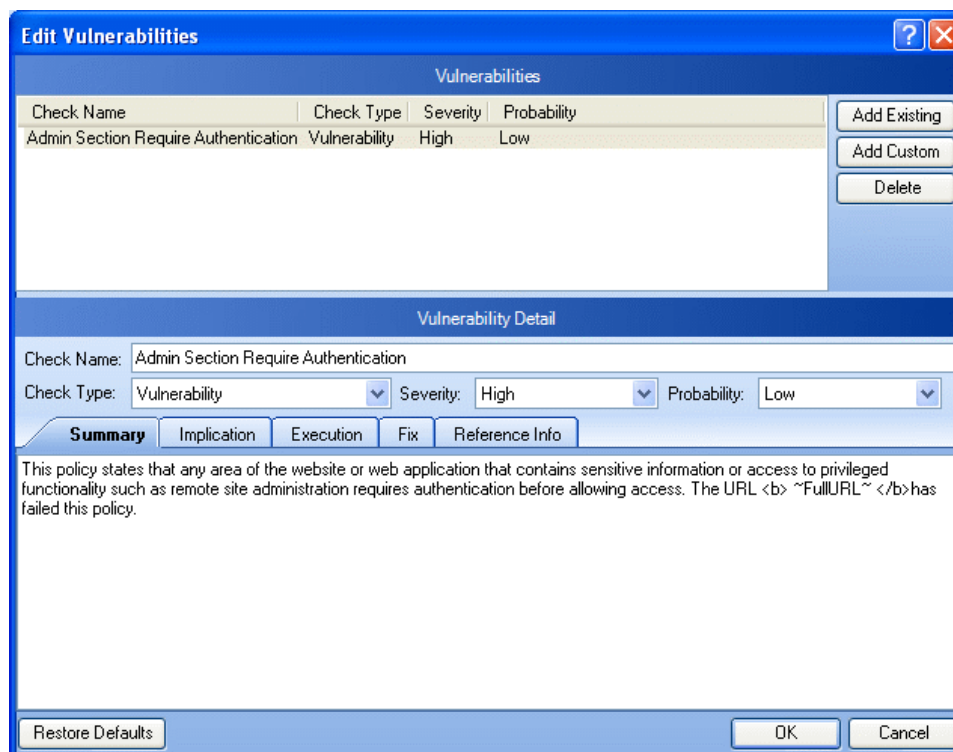 Edit Vulnerabilities
Vulnerabilities
Check Name Check Type Severity Probability
Admin Section Require Authentication Vulnerability High Low
Add Existing
Add Custom
Delete
Vulnerability Detail
Check Name: Admin Section Require Authentication
Check Type: Vulnerability Severity: High Probability: Low
Summary Implication Execution Fix Reference Info
This policy states that any area of the website or web application that contains sensitive information or access to privileged
functionality such as remote site administration requires authentication before allowing access. The URL <b> ~FullURL~ </b>has
failed this policy.
Restore Defaults OK Cancel